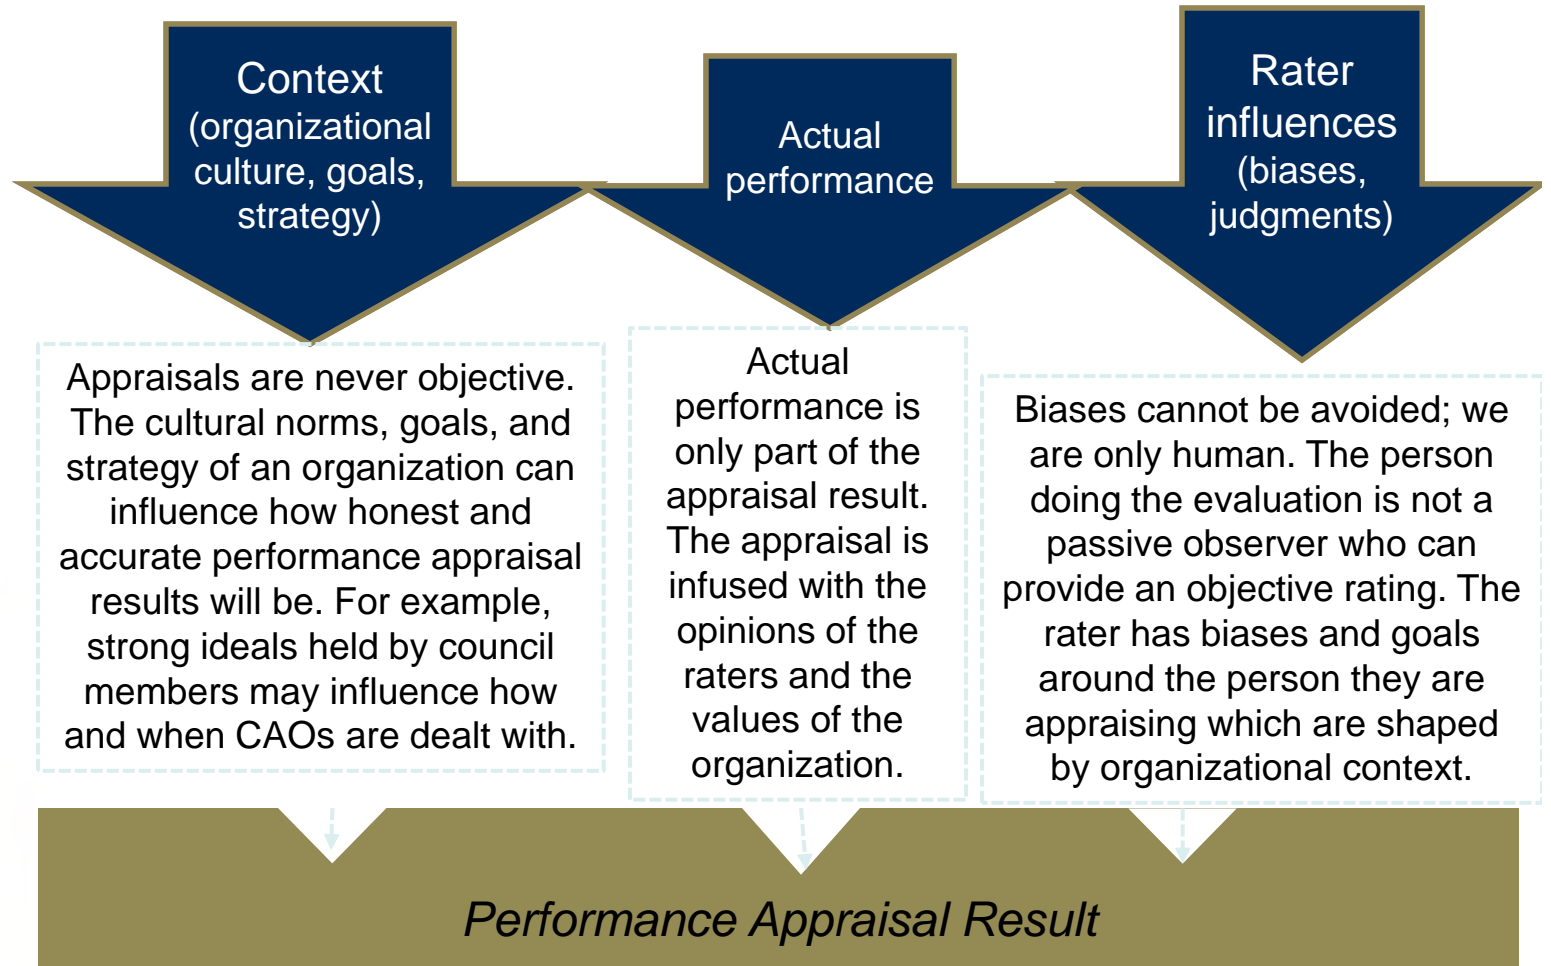 Context
(organizational
culture, goals,
strategy)
Actual
performance
Rater
influences
(biases,
judgments)
Appraisals are never objective.
The cultural norms, goals, and
strategy of an organization can
influence how honest and
accurate performance appraisal
results will be. For example,
strong ideals held by council
members may influence how
and when CAOs are dealt with.
Actual
performance is
only part of the
appraisal result.
The appraisal is
infused with the
opinions of the
raters and the
values of the
organization.
Biases cannot be avoided; we
are only human. The person
doing the evaluation is not a
passive observer who can
provide an objective rating. The
rater has biases and goals
around the person they are
appraising which are shaped
by organizational context.
Performance Appraisal Result